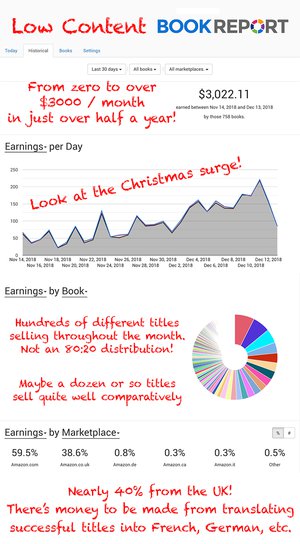 Low Content BOOKREPORT
Today Historical Books Settings
Last 30 days All books All marketplaces
From zero to over
$3000 / month
in just over half a year!
$3,022.11
earned between Nov 14, 2018 and Dec 13, 2018
by those 758 books.
Earnings- per Day
Look at the Christmas surge!
250
200
150
100
50
0
Nov 14, 2018 Nov 18, 2018 Nov 22, 2018 Nov 26, 2018 Nov 30, 2018 Dec 4, 2018 Dec 8, 2018 Dec 12, 2018
Nov 16, 2018 Nov 20, 2018 Nov 24, 2018 Nov 28, 2018 Dec 2, 2018 Dec 6, 2018 Dec 10, 2018
Earnings- by Book-
Hundreds of different titles
selling throughout the month.
Not an 80:20 distribution!
Maybe a dozen or so titles
sell quite well comparatively
Earnings- by Marketplace-
% #
59.5% 38.6% 0.8% 0.3% 0.3% 0.5%
Amazon.com Amazon.co.uk Amazon.de Amazon.ca Amazon.it Other
Nearly 40% from the UK!
There's money to be made from translating
successful titles into French, German, etc.